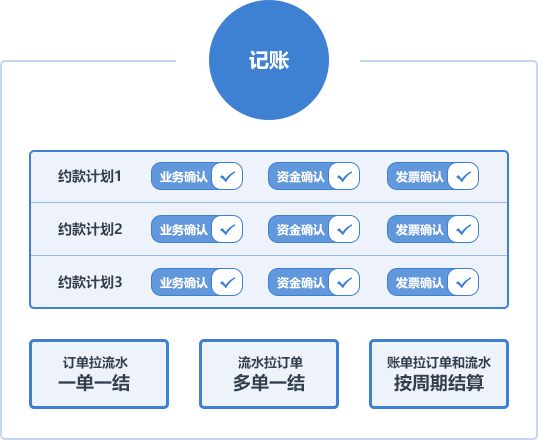 记账
约款计划1 业务确认 资金确认 发票确认
约款计划2 业务确认 资金确认 发票确认
约款计划3 业务确认 资金确认 发票确认
订单拉流水 流水拉订单 账单拉订单和流水
一单一结 多单一结 按周期结算